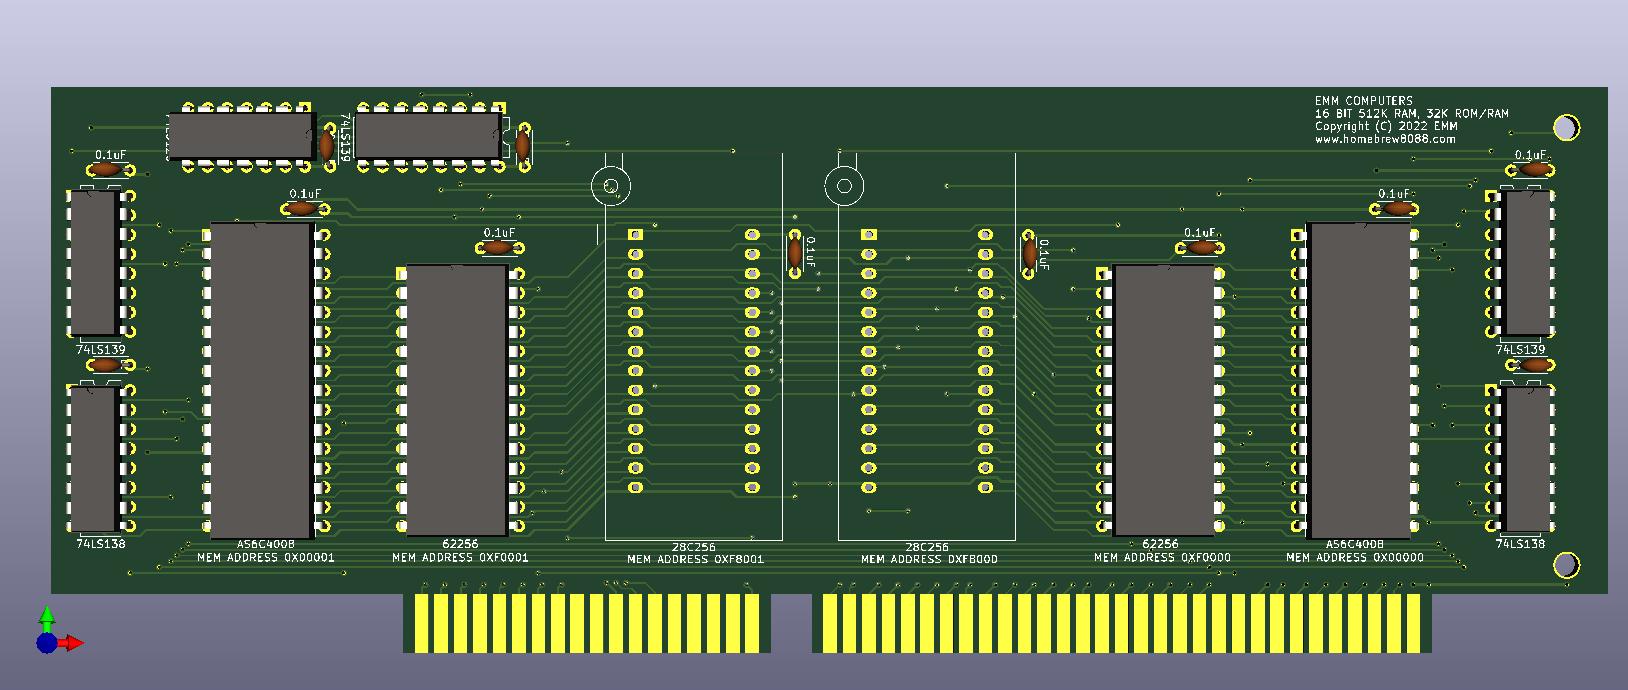 EMM COMPUTERS
16 BIT 512K RAM, 32K ROM/RAM
Copyright (C) 2022 EMM
www.homebrew8088.com
74LS139
0.1uF
0.1uF
0.1uF
0.1uF
0.1uF
0.1uF
0.1uF
0.1uF
74LS139
74LS139
74LS138
AS6C4008
MEM ADDRESS 0X00001
62256
MEM ADDRESS 0XF0001
28C256
MEM ADDRESS 0XF8001
28C256
MEM ADDRESS 0XF8000
62256
MEM ADDRESS 0XF0000
AS6C4008
MEM ADDRESS 0X00000
74LS138